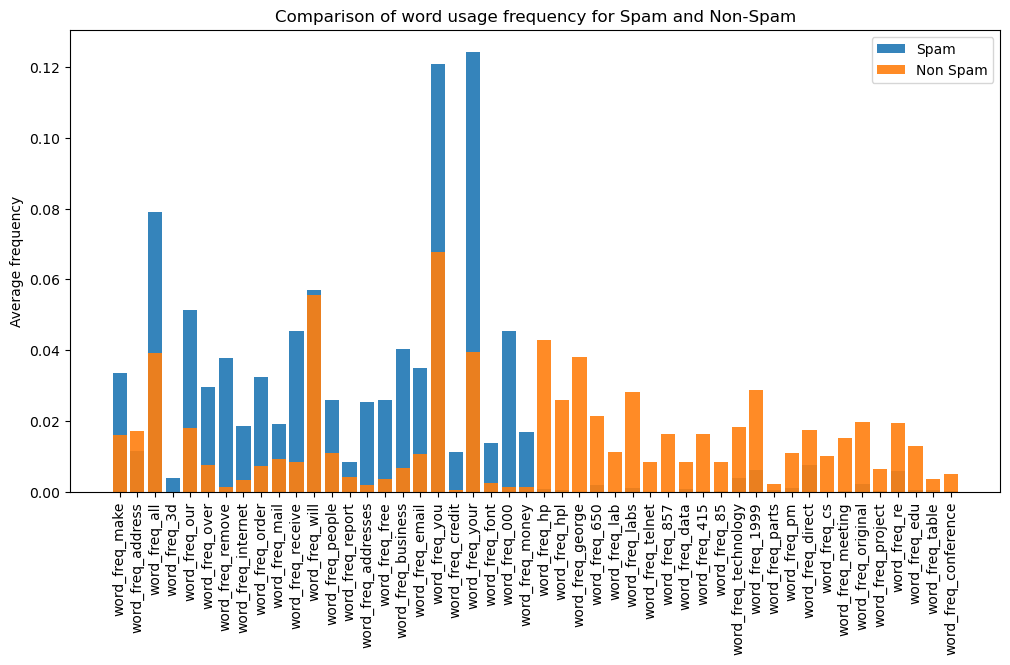 Comparison of word usage frequency for Spam and Non-Spam
Spam
Non Spam
Average frequency
0.12
0.10
0.08
0.06
0.04
0.02
0.00
word_freq_make
word_freq_address
word_freq_all
word_freq_3d
word_freq_our
word_freq_over
word_freq_remove
word_freq_internet
word_freq_order
word_freq_mail
word_freq_receive
word_freq_will
word_freq_people
word_freq_report
word_freq_addresses
word_freq_free
word_freq_business
word_freq_email
word_freq_you
word_freq_credit
word_freq_your
word_freq_font
word_freq_000
word_freq_money
word_freq_hp
word_freq_hpl
word_freq_george
word_freq_650
word_freq_lab
word_freq_labs
word_freq_telnet
word_freq_857
word_freq_data
word_freq_415
word_freq_85
word_freq_technology
word_freq_1999
word_freq_parts
word_freq_pm
word_freq_direct
word_freq_cs
word_freq_meeting
word_freq_original
word_freq_project
word_freq_re
word_freq_edu
word_freq_table
word_freq_conference